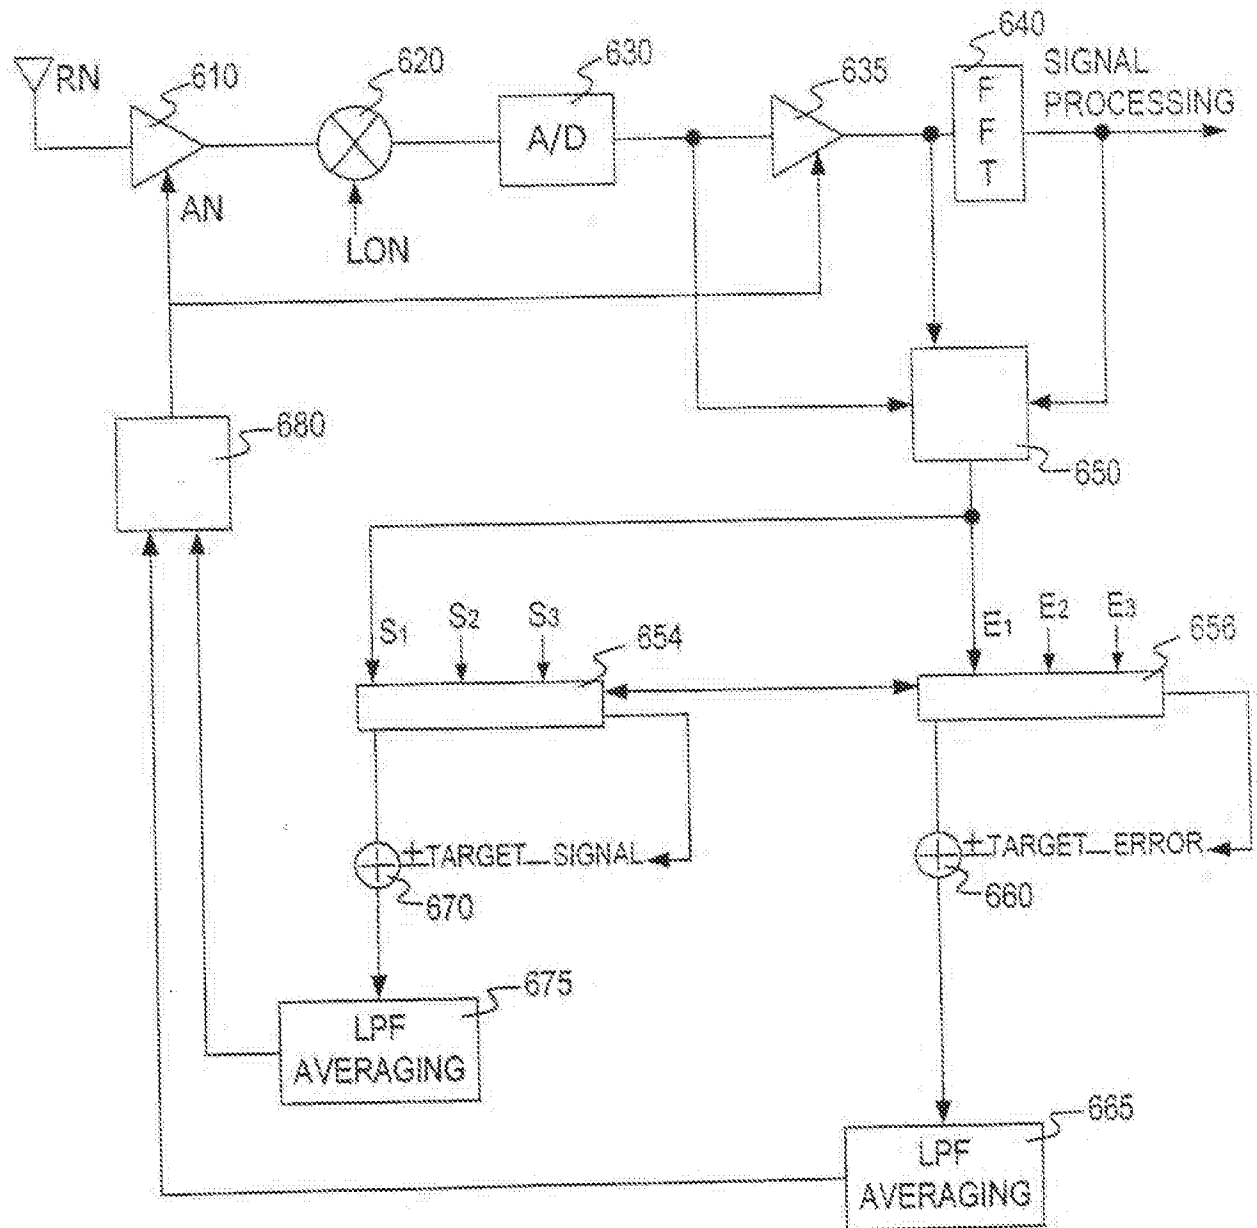 640
RN
610
620
630
635
SIGNAL
PROCESSING
A/D
F
F
T
AN
LON
680
650
S1
S2
S3
654
E1
E2
E3
656
±TARGET_SIGNAL
±TARGET_ERROR
670
660
675
LPF
AVERAGING
665
LPF
AVERAGING